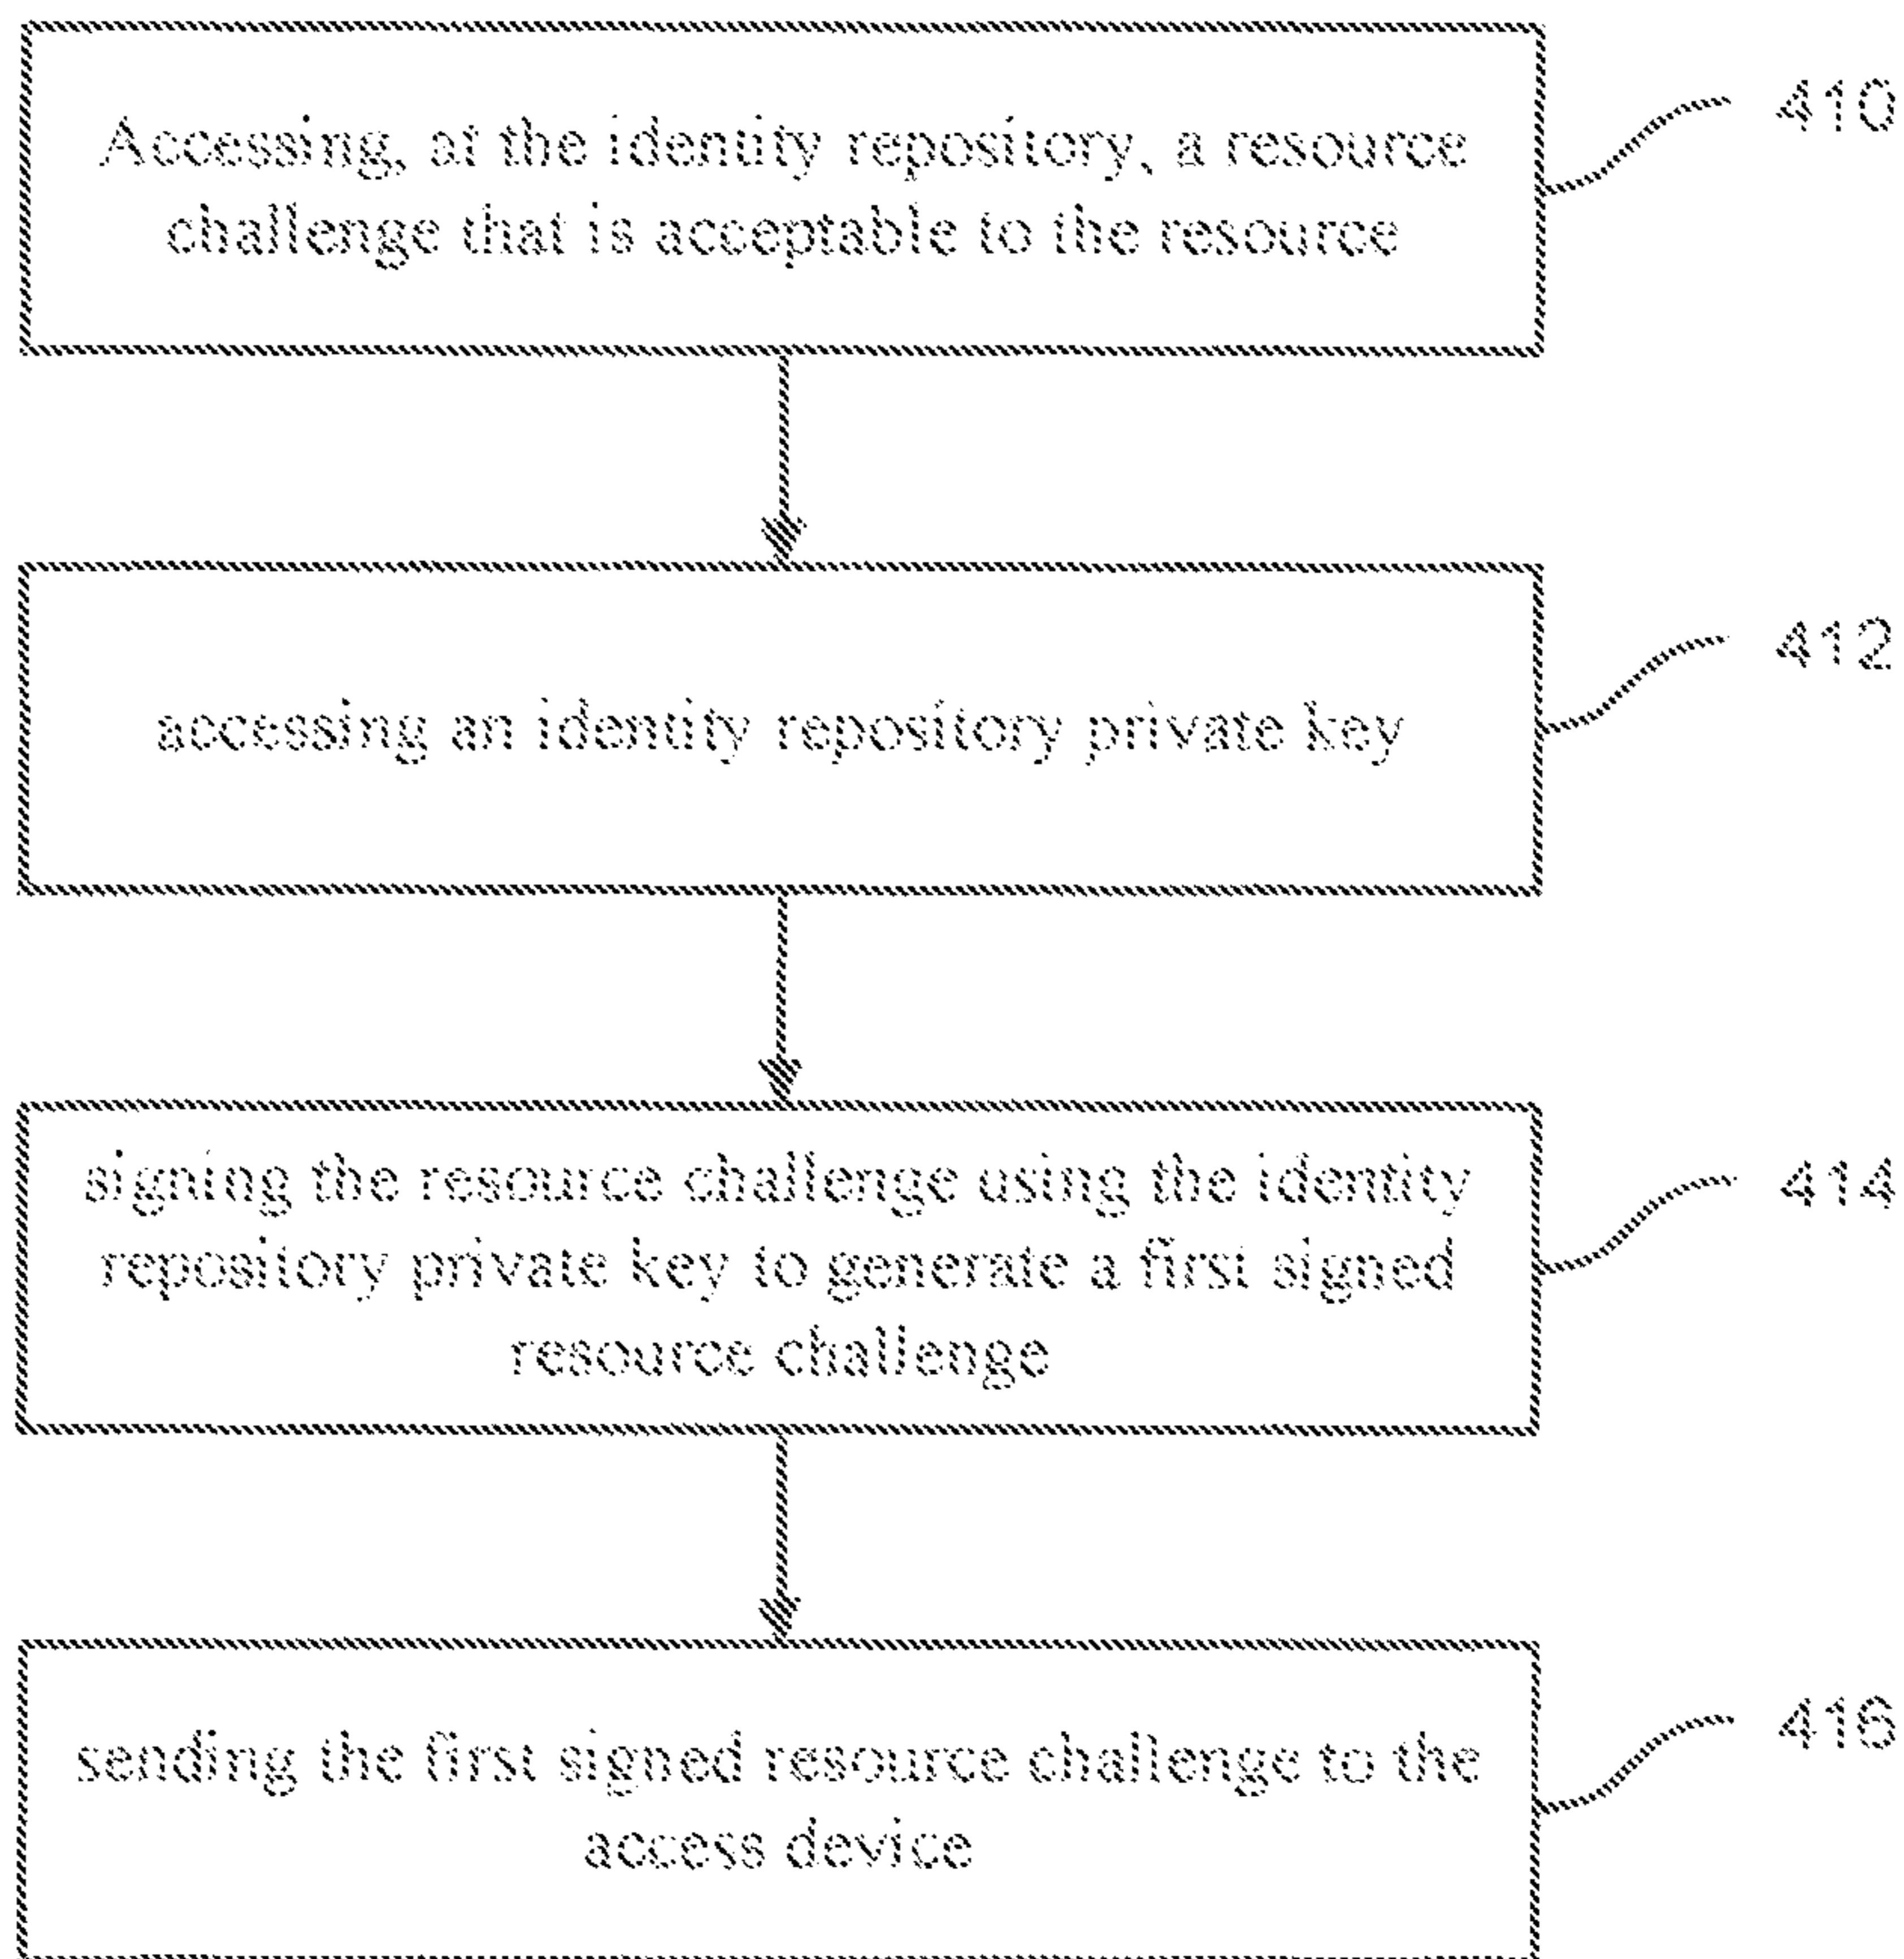 Accessing, at the identity repository, a resource
challenge that is acceptable to the resource
410
accessing an identity repository private key
412
signing the resource challenge using the identity
repository private key to generate a first signed
resource challenge
414
sending the first signed resource challenge to the
access device
416